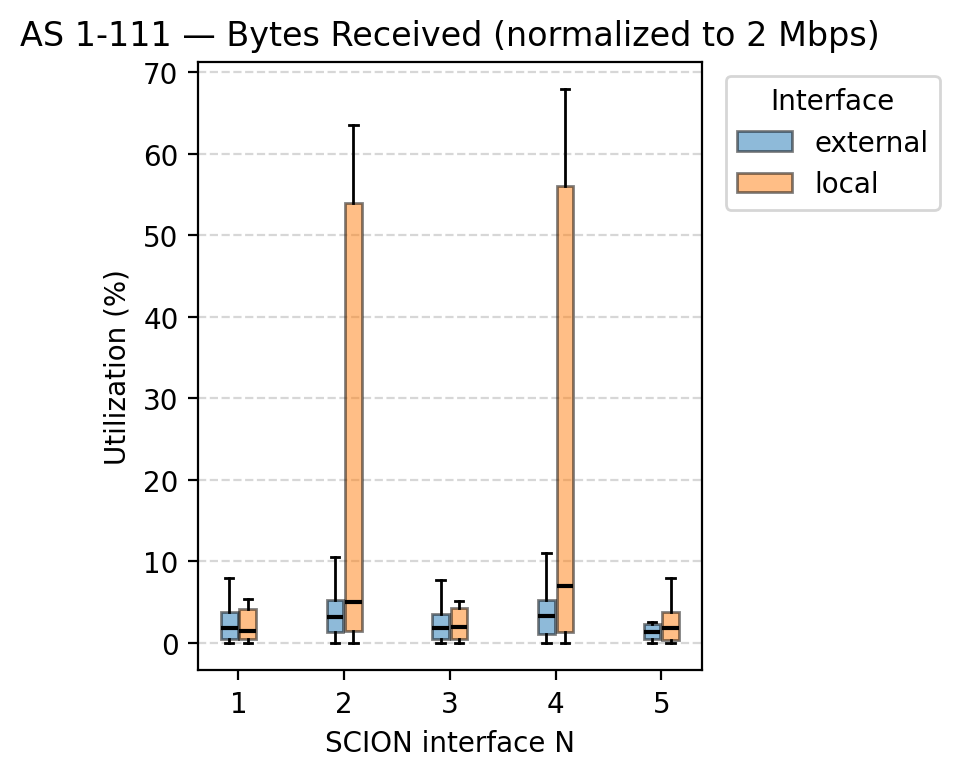 AS 1-111 — Bytes Received (normalized to 2 Mbps)
Interface
external
local
Utilization (%)
70
60
50
40
30
20
10
0
1 2 3 4 5
SCION interface N